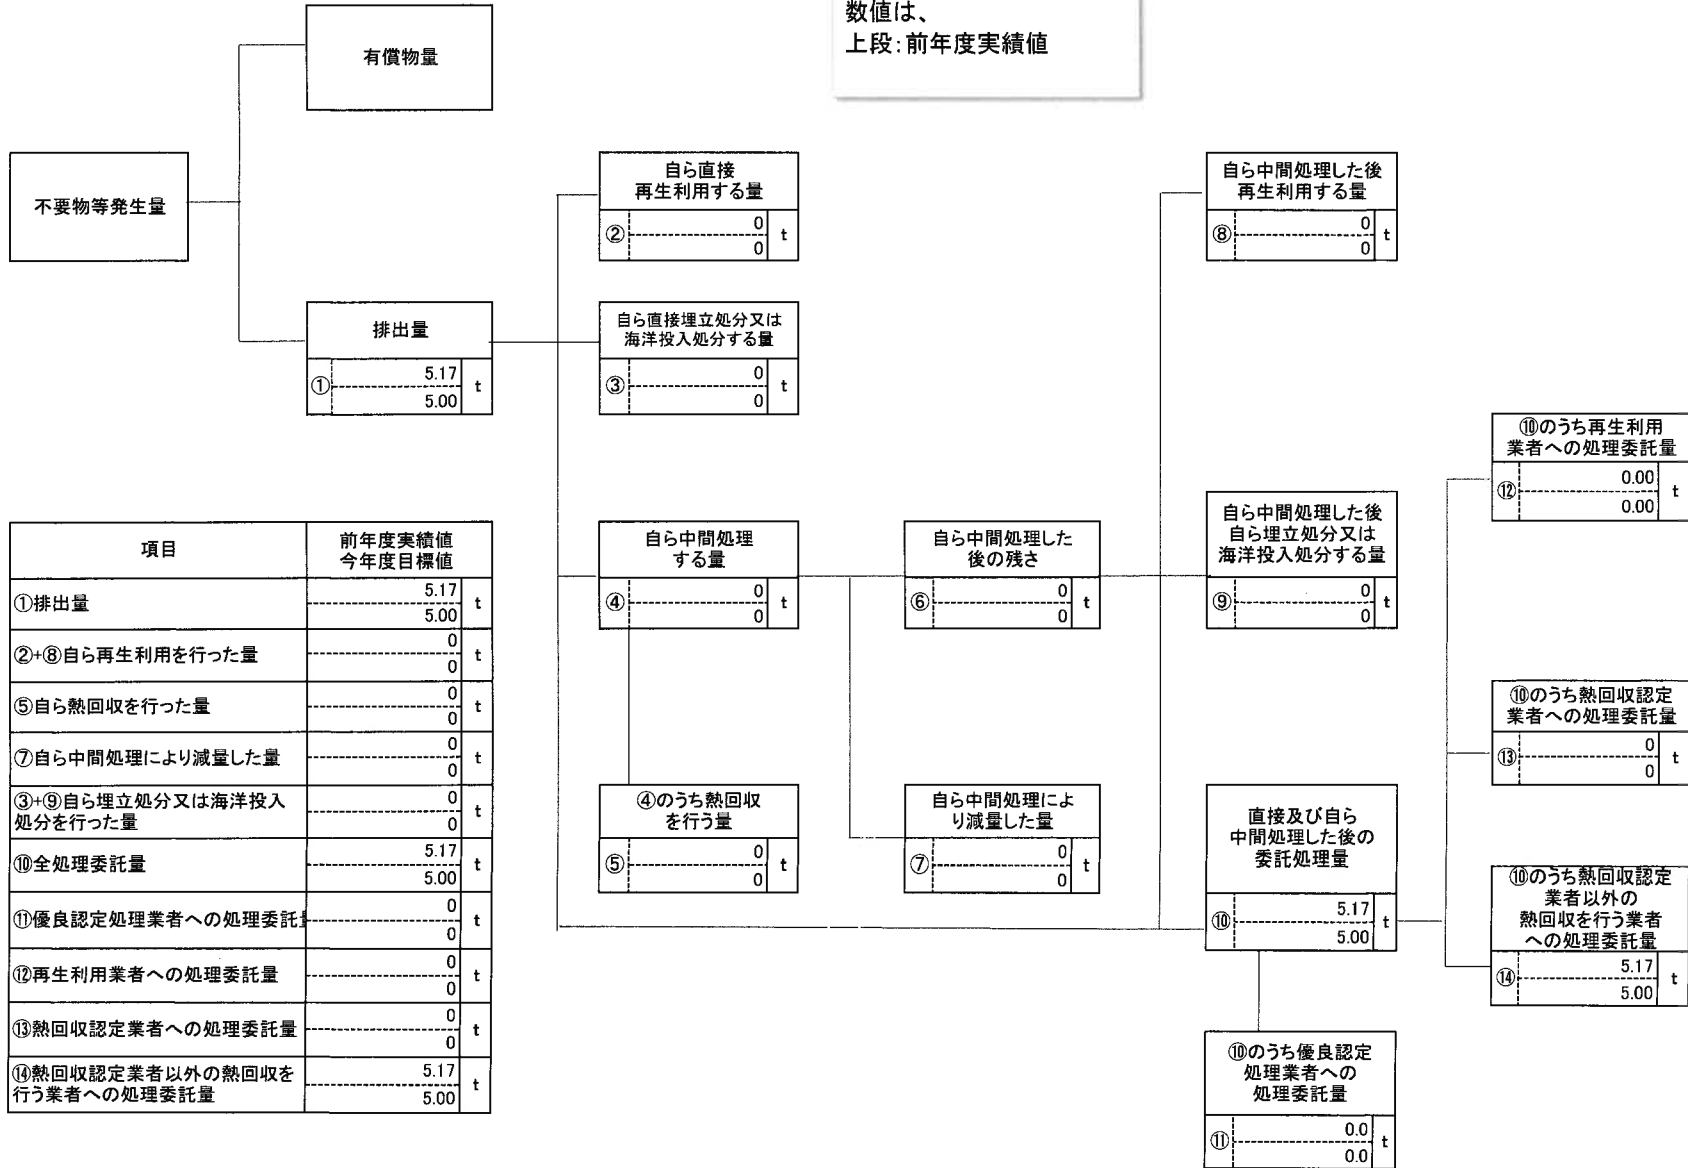 数値は、
上段：前年度実績値
有償物量
不要物等発生量
排出量
①
5.17
5.00
t
自ら直接
再生利用する量
②
0
0
t
自ら直接埋立処分又は
海洋投入処分する量
③
0
0
t
自ら中間処理
する量
④
0
0
t
④のうち熱回収
を行う量
⑤
0
0
t
自ら中間処理した
後の残さ
⑥
0
0
t
自ら中間処理によ
り減量した量
⑦
0
0
t
自ら中間処理した後
再生利用する量
⑧
0
0
t
自ら中間処理した後
自ら埋立処分又は
海洋投入処分する量
⑨
0
0
t
直接及び自ら
中間処理した後の
委託処理量
⑩
5.17
5.00
t
⑩のうち優良認定
処理業者への
処理委託量
⑪
0.0
0.0
t
⑩のうち再生利用
業者への処理委託量
⑫
0.00
0.00
t
⑩のうち熱回収認定
業者への処理委託量
⑬
0
0
t
⑩のうち熱回収認定
業者以外の
熱回収を行う業者
への処理委託量
⑭
5.17
5.00
t
項目
前年度実績値
今年度目標値
①排出量
5.17
5.00
t
②+⑧自ら再生利用を行った量
0
0
t
⑤自ら熱回収を行った量
0
0
t
⑦自ら中間処理により減量した量
0
0
t
③+⑨自ら埋立処分又は海洋投入
処分を行った量
0
0
t
⑩全処理委託量
5.17
5.00
t
⑪優良認定処理業者への処理委託
0
0
t
⑫再生利用業者への処理委託量
0
0
t
⑬熱回収認定業者への処理委託量
0
0
t
⑭熱回収認定業者以外の熱回収を
行う業者への処理委託量
5.17
5.00
t